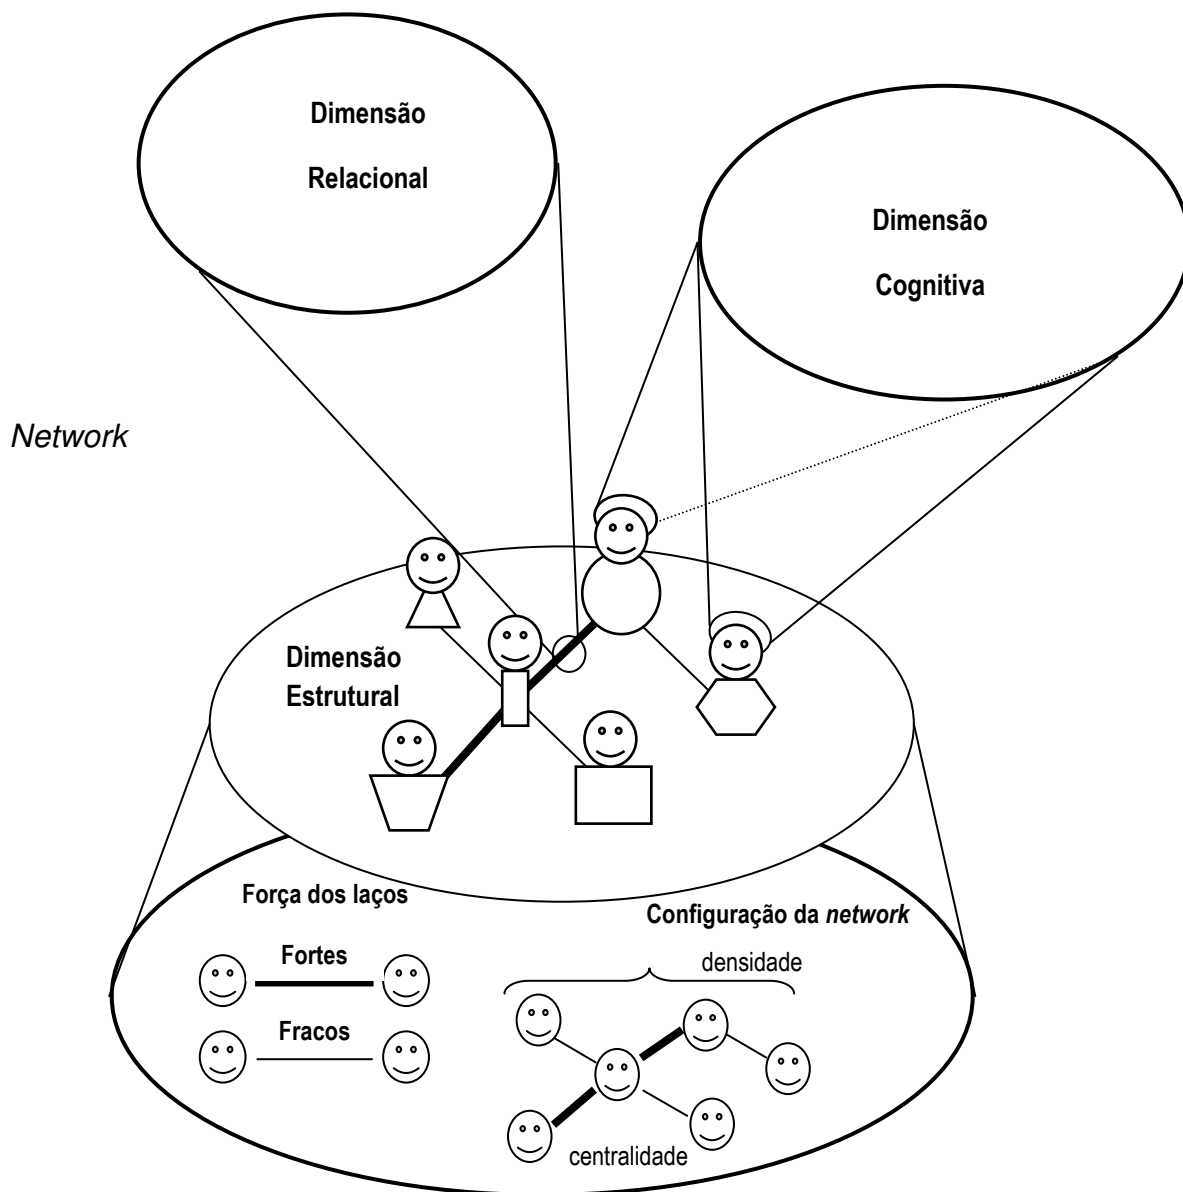 Dimensão
Relacional
Dimensão
Cognitiva
Network
Dimensão
Estrutural
Força dos laços
Configuração da network
Fortes
densidade
Fracos
centralidade